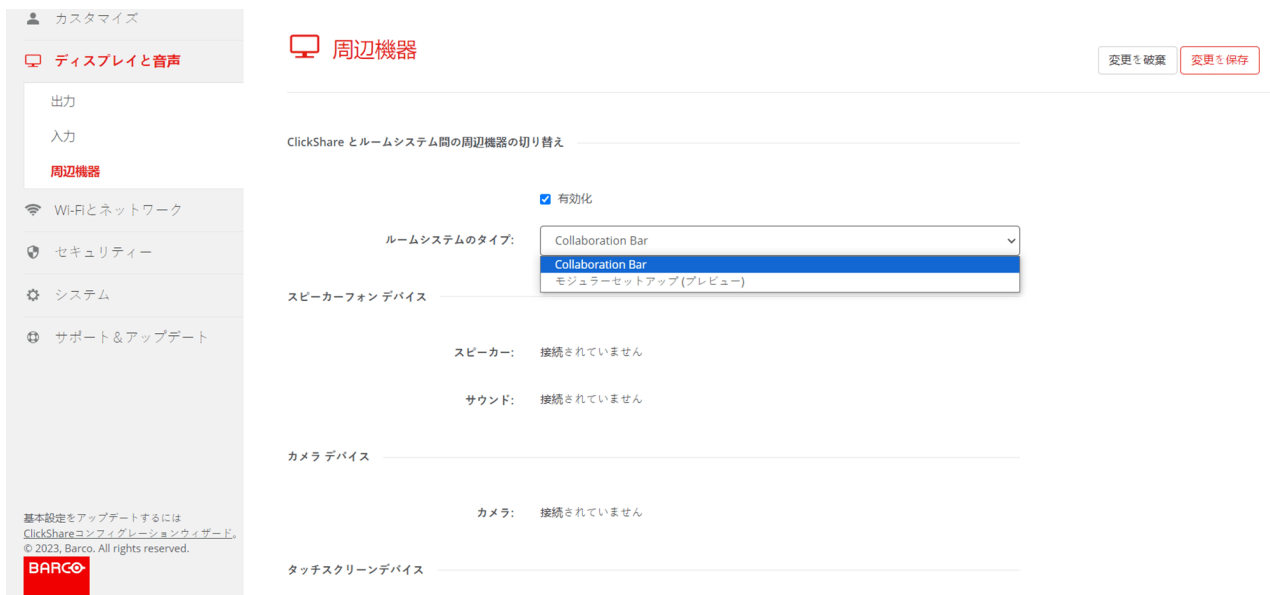 カスタマイズ
ディスプレイと音声
出力
入力
周辺機器
Wi-Fiとネットワーク
セキュリティー
システム
サポート＆アップデート
基本設定をアップデートするには
ClickShareコンフィグレーションウィザード。
© 2023, Barco. All rights reserved.
BARCO
周辺機器
変更を破棄
変更を保存
ClickShare とルームシステム間の周辺機器の切り替え
有効化
ルームシステムのタイプ: Collaboration Bar
Collaboration Bar
モジュラーセットアップ (プレビュー)
スピーカーフォン デバイス
スピーカー: 接続されていません
サウンド: 接続されていません
カメラ デバイス
カメラ: 接続されていません
タッチスクリーンデバイス